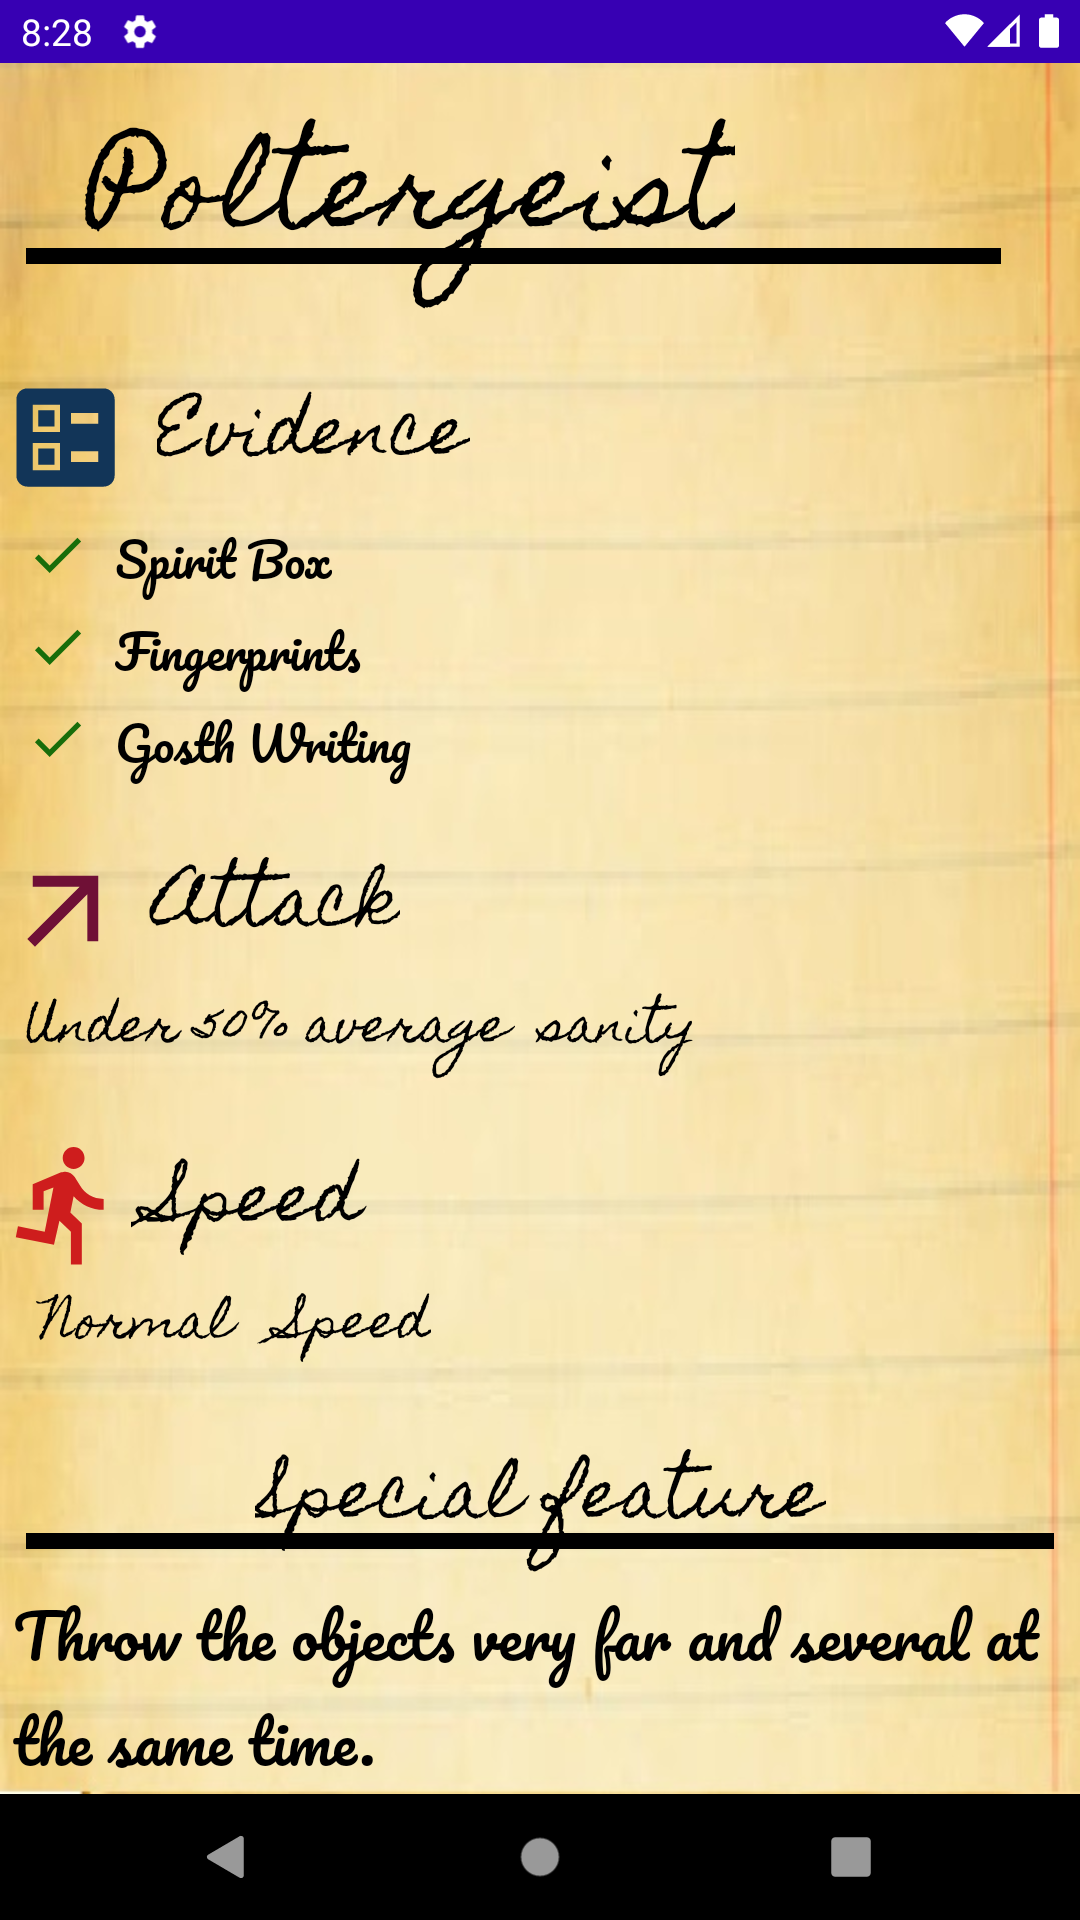 8:28
Poltergeist
Evidence
Spirit Box
Fingerprints
Gosth Writing
Attack
Under 50% average sanity
Speed
Normal Speed
Special feature
Throw the objects very far and several at
the same time.